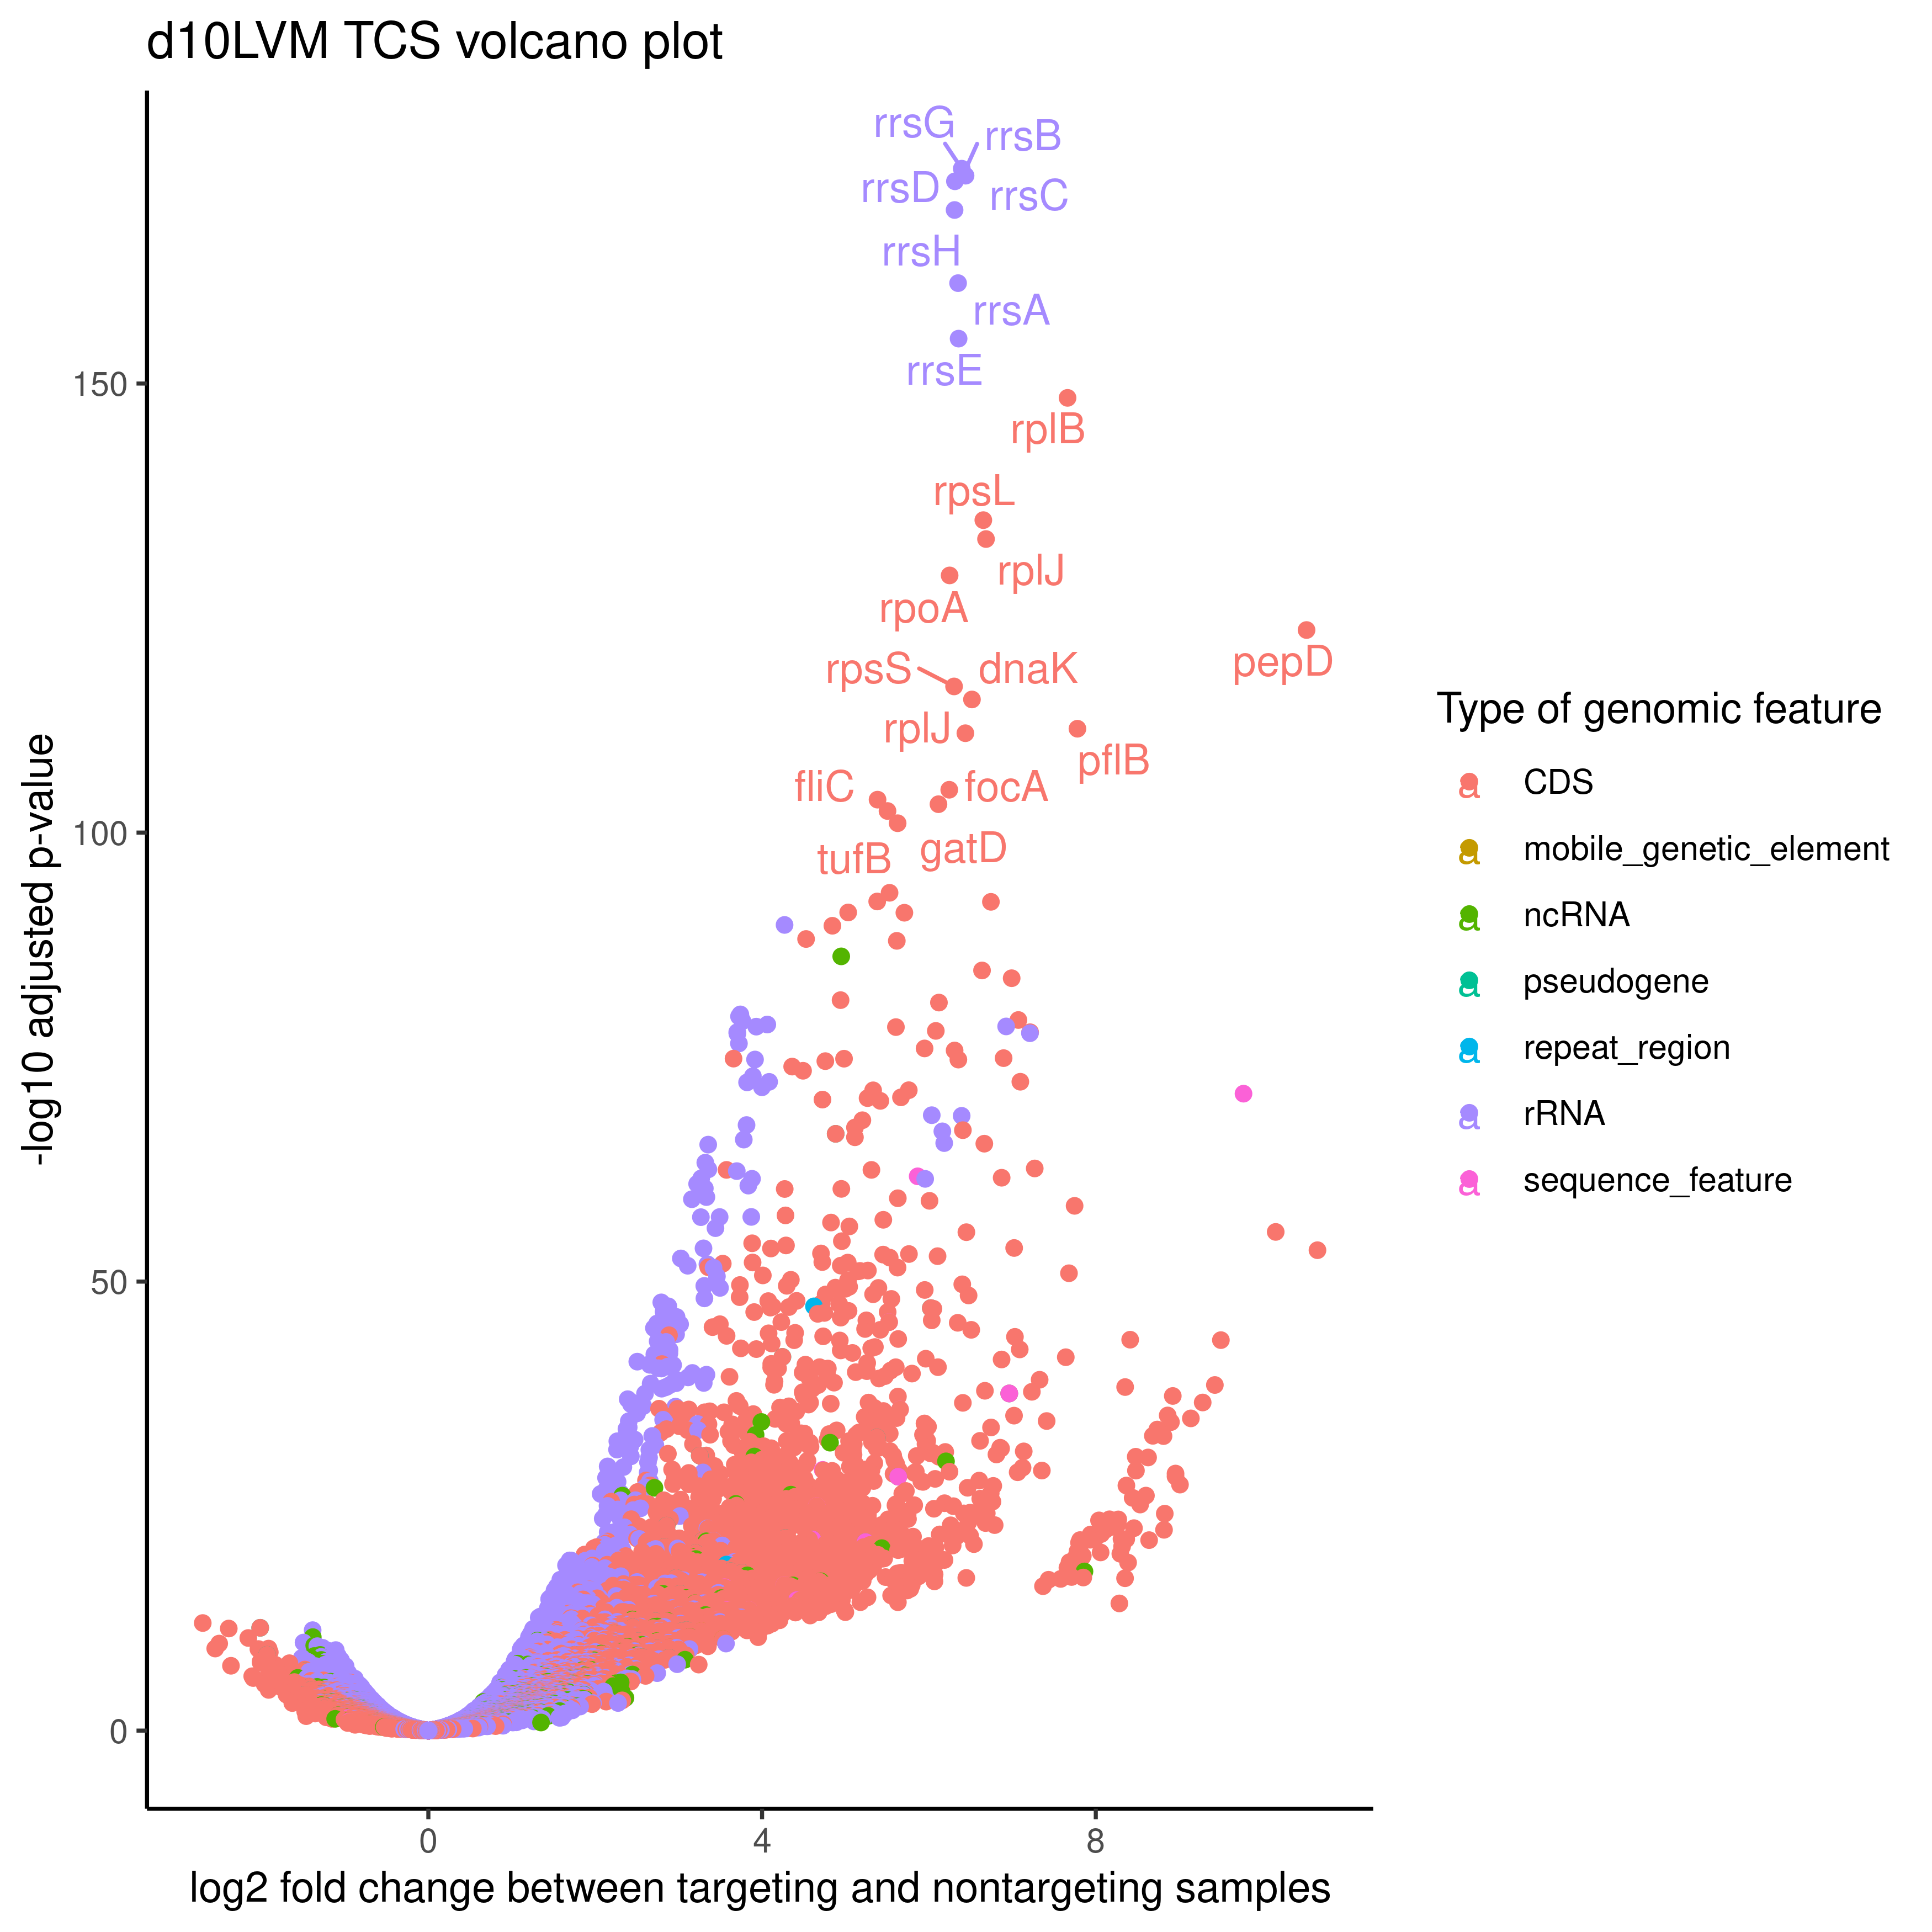 d10LVM TCS volcano plot
rrsG
rrsB
rrsD
rrsC
rrsH
rrsA
rrsE
150
rplB
rpsL
rplJ
rpoA
rpsS
dnaK
pepD
rplJ
pflB
fliC
focA
100
tufB
gatD
50
0
0 4 8
log2 fold change between targeting and nontargeting samples
-log10 adjusted p-value
Type of genomic feature
a CDS
a mobile_genetic_element
a ncRNA
a pseudogene
a repeat_region
a rRNA
a sequence_feature